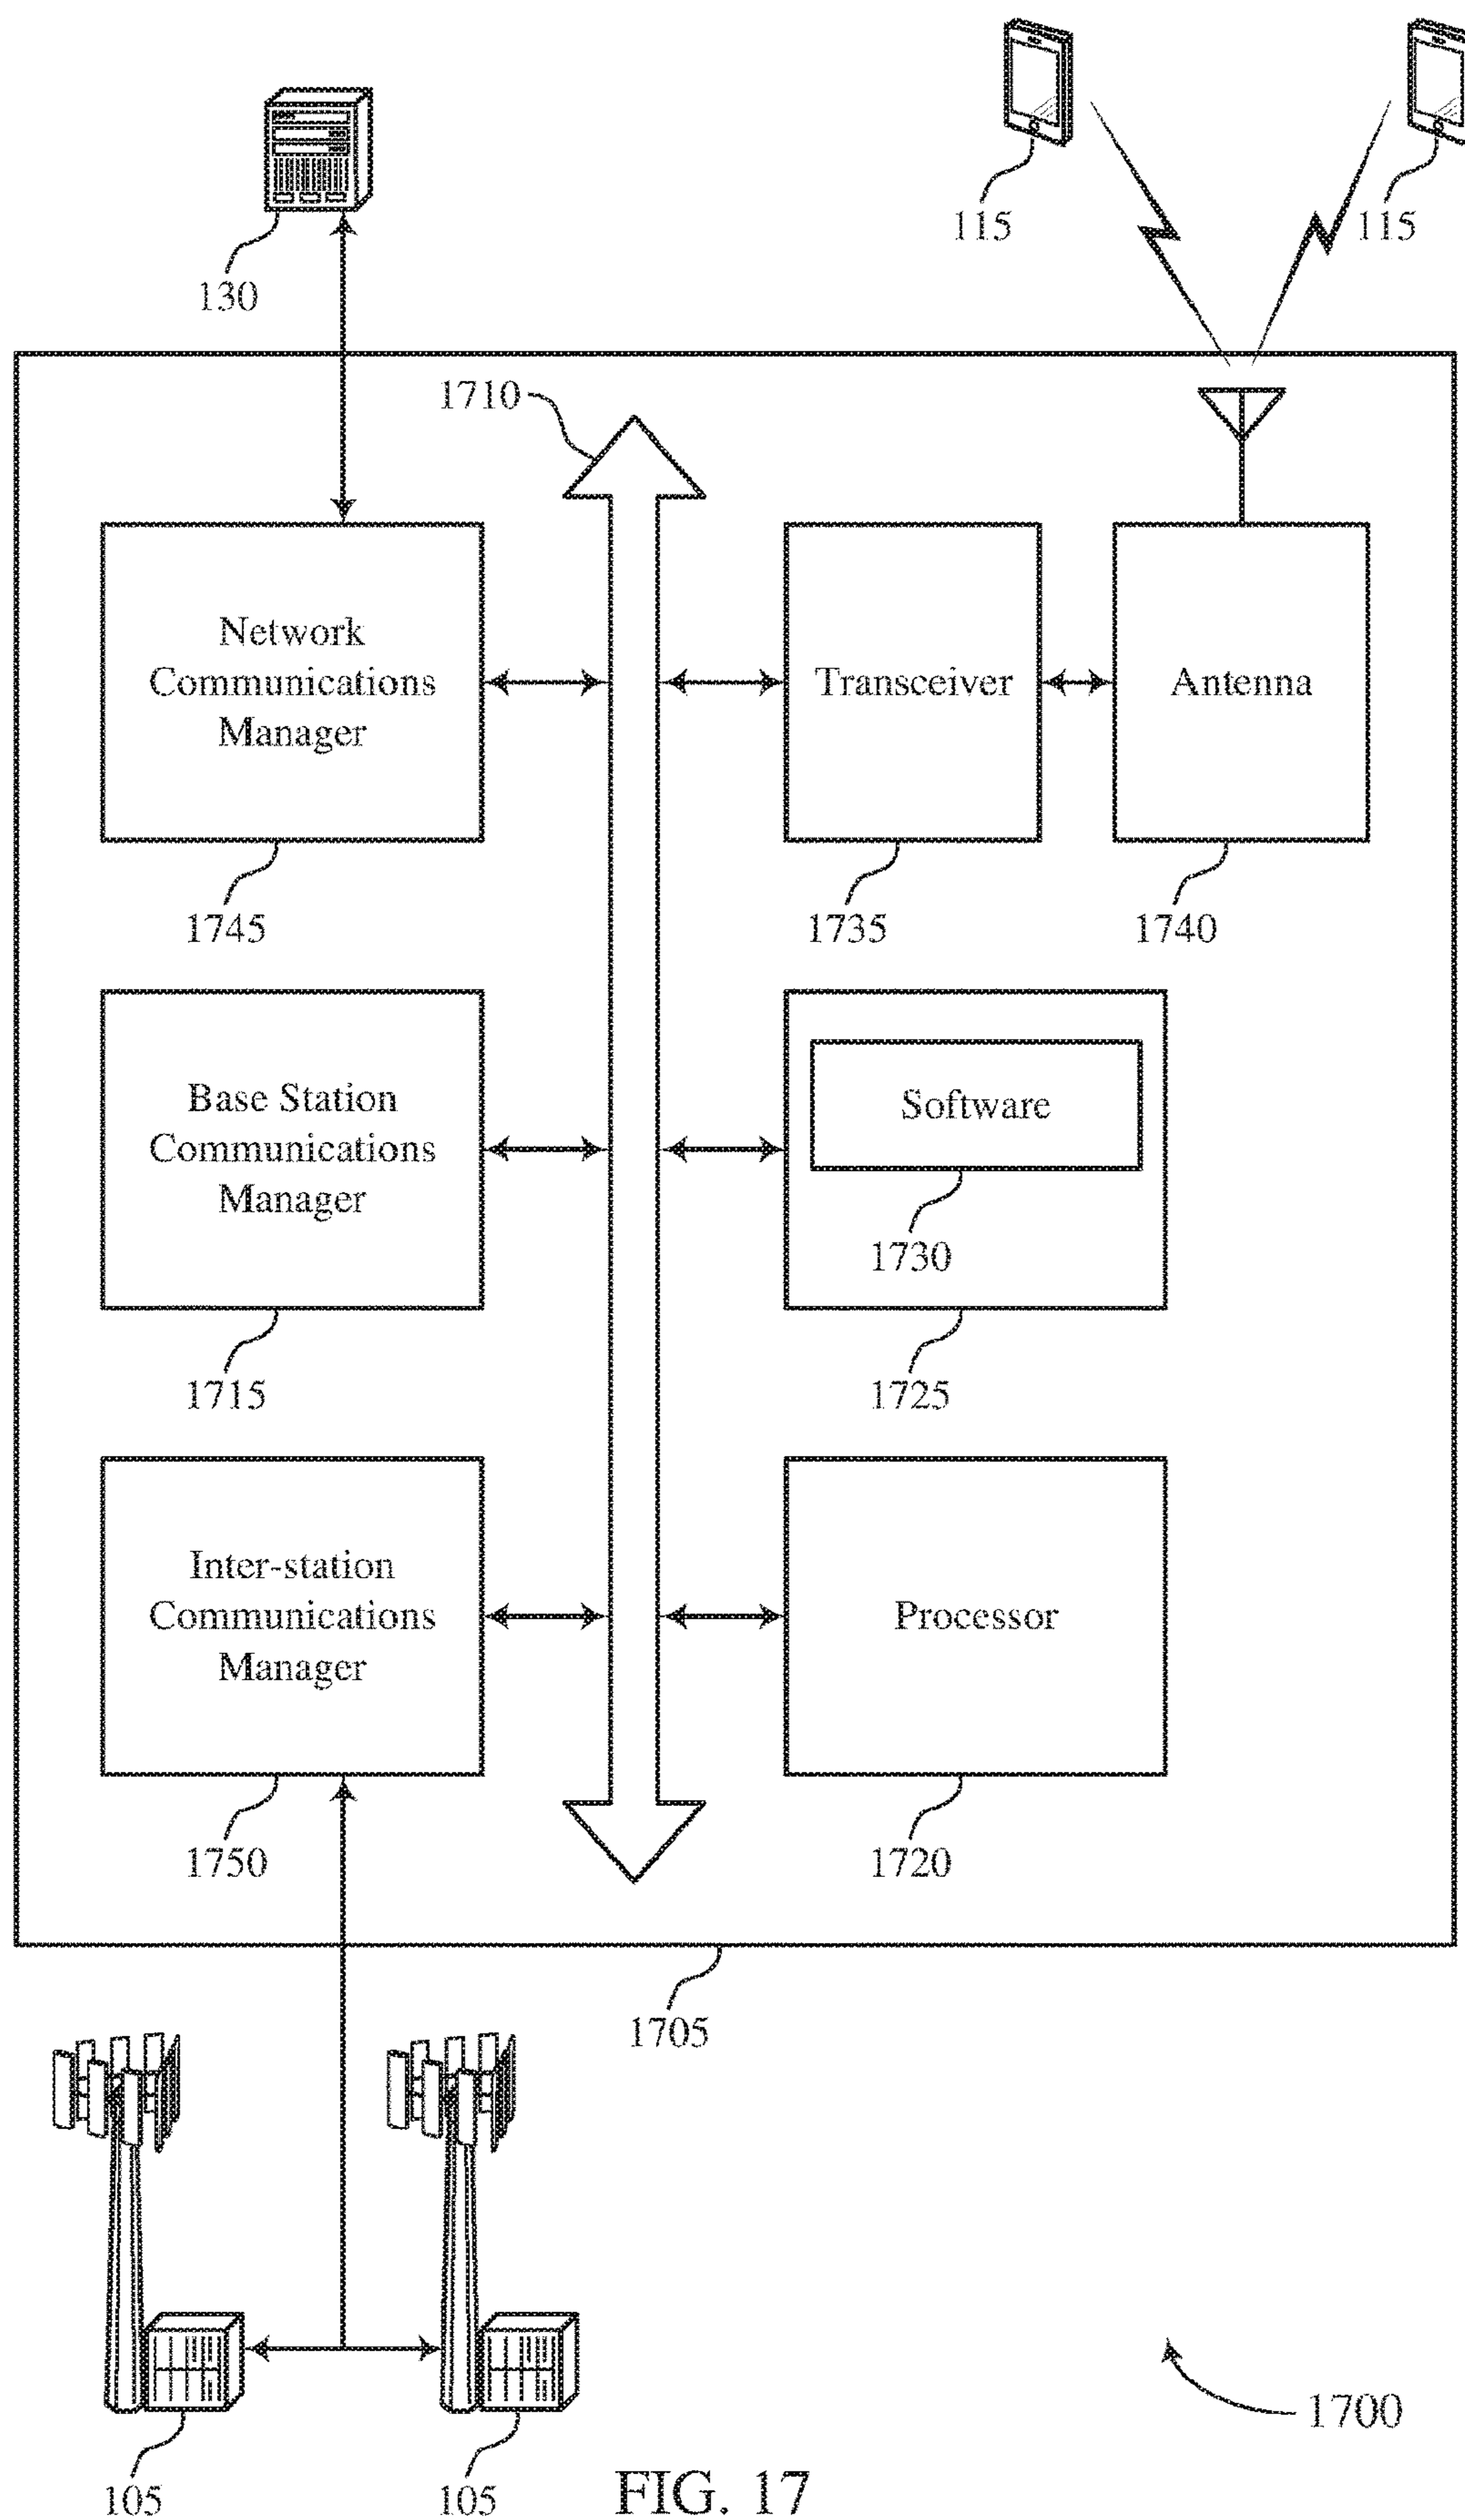 115
115
130
1710
Network
Communications
Manager
Transceiver
Antenna
1745
1735
1740
Base Station
Communications
Manager
Software
1730
1715
1725
Inter-station
Communications
Manager
Processor
1750
1720
1705
1700
105
105
FIG. 17